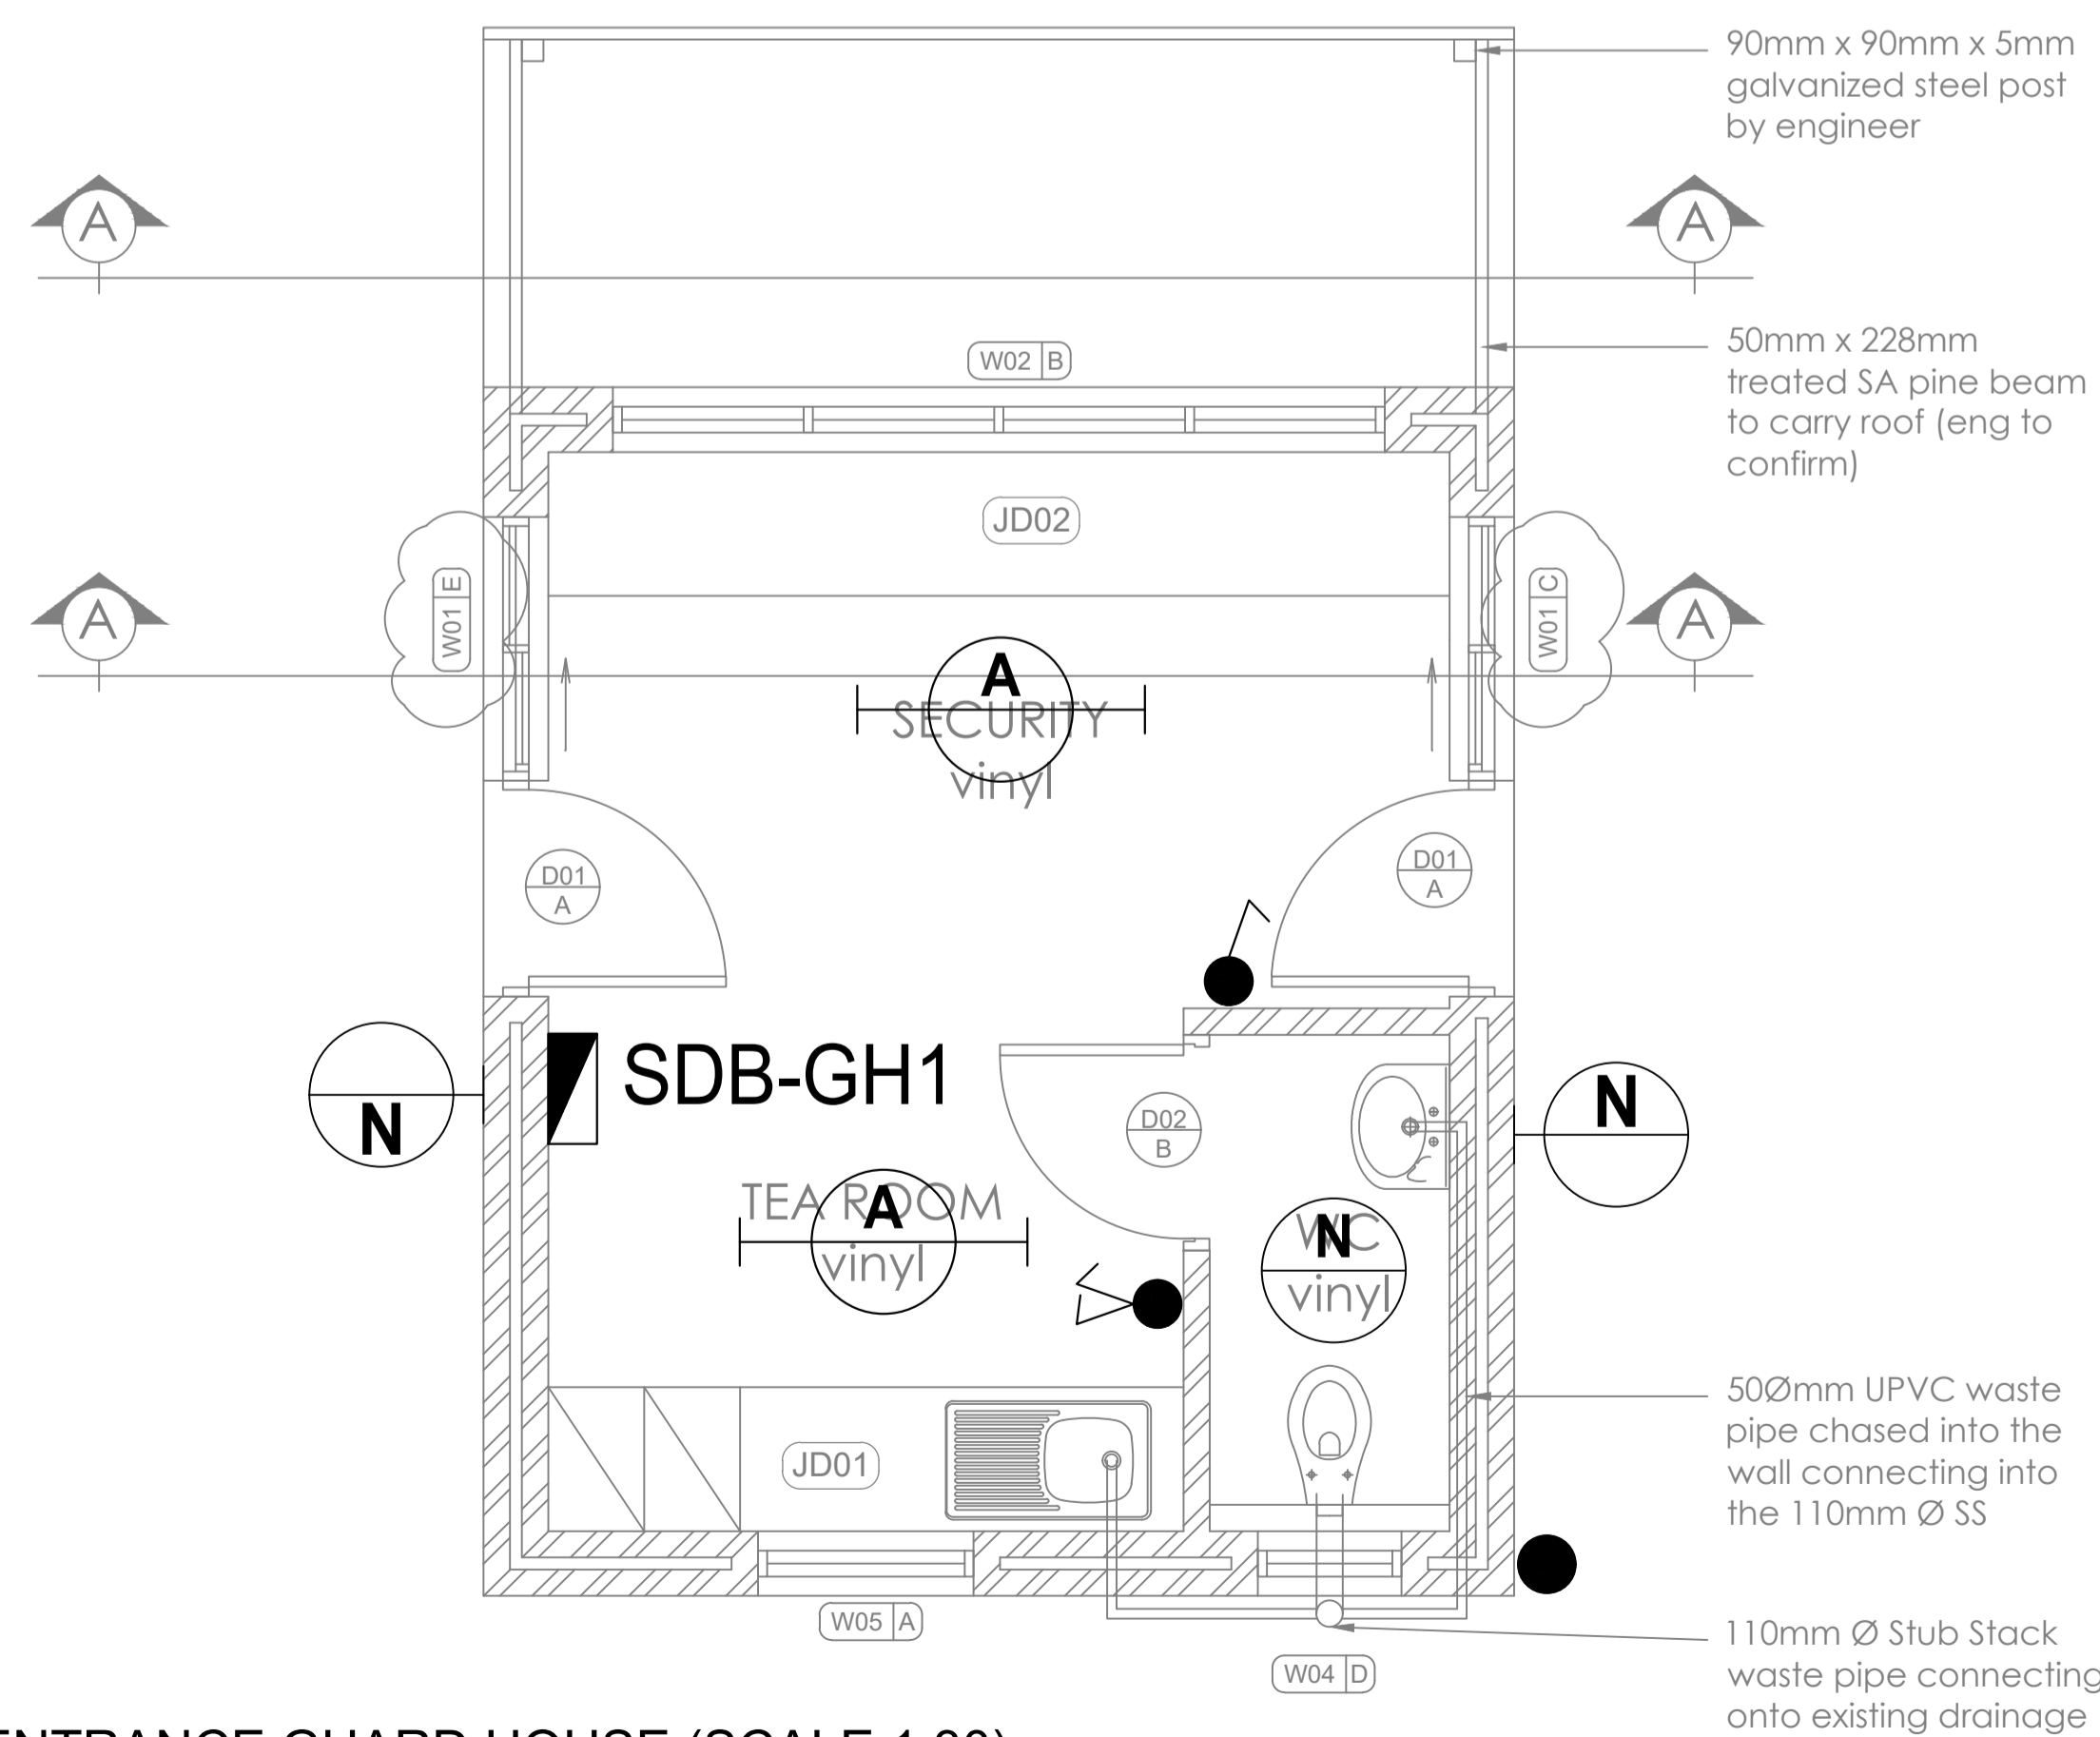 90mm x 90mm x 5mm
galvanized steel post
by engineer
A
A
50mm x 228mm
treated SA pine beam
to carry roof (eng to
confirm)
W02 B
JD02
W01 E
W01 C
A
A
A
SECURITY
vinyl
D01
A
D01
A
SDB-GH1
N
N
D02
B
TEA ROOM
A
vinyl
WC
N
vinyl
50Ømm UPVC waste
pipe chased into the
wall connecting into
the 110mm Ø SS
JD01
W05 A
W04 D
110mm Ø Stub Stack
waste pipe connecting
onto existing drainage